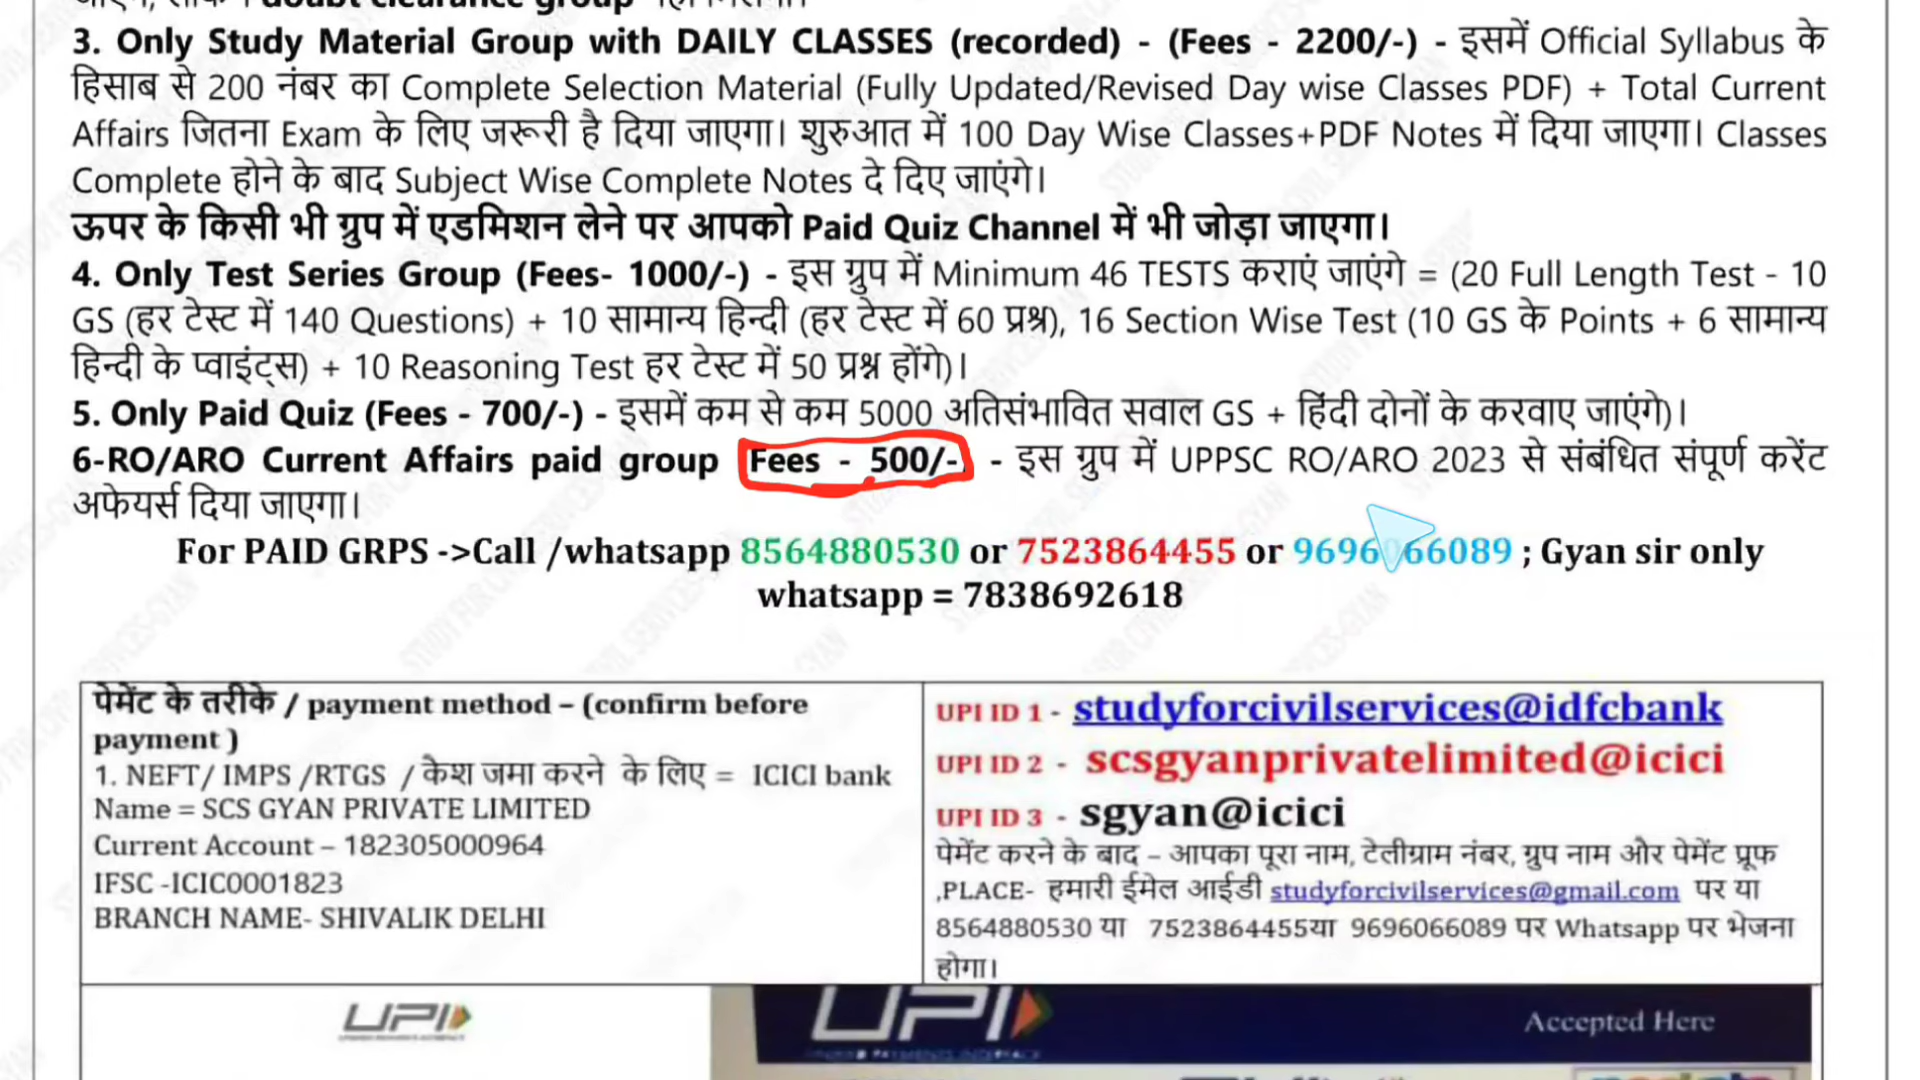 doubt clearance group
3. Only Study Material Group with DAILY CLASSES (recorded) - (Fees - 2200/-) - इसमें Official Syllabus के
हिसाब से 200 नंबर का Complete Selection Material (Fully Updated/Revised Day wise Classes PDF) + Total Current
Affairs जितना Exam के लिए जरूरी है दिया जाएगा। शुरुआत में 100 Day Wise Classes+PDF Notes में दिया जाएगा। Classes
Complete होने के बाद Subject Wise Complete Notes दे दिए जाएंगे।
ऊपर के किसी भी ग्रुप में एडमिशन लेने पर आपको Paid Quiz Channel में भी जोड़ा जाएगा।
4. Only Test Series Group (Fees- 1000/-) - इस ग्रुप में Minimum 46 TESTS कराएं जाएंगे = (20 Full Length Test - 10
GS (हर टेस्ट में 140 Questions) + 10 सामान्य हिन्दी (हर टेस्ट में 60 प्रश्न), 16 Section Wise Test (10 GS के Points + 6 सामान्य
हिन्दी के प्वाइंट्स) + 10 Reasoning Test हर टेस्ट में 50 प्रश्न होंगे)।
5. Only Paid Quiz (Fees - 700/-) - इसमें कम से कम 5000 अतिसंभावित सवाल GS + हिंदी दोनों के करवाए जाएंगे)।
6-RO/ARO Current Affairs paid group Fees - 500/- - इस ग्रुप में UPPSC RO/ARO 2023 से संबंधित संपूर्ण करेंट
अफेयर्स दिया जाएगा।
For PAID GRPS ->Call /whatsapp 8564880530 or 7523864455 or 9696066089 ; Gyan sir only
whatsapp = 7838692618
पेमेंट के तरीके / payment method – (confirm before
payment )
1. NEFT/ IMPS /RTGS / कैश जमा करने के लिए = ICICI bank
Name = SCS GYAN PRIVATE LIMITED
Current Account – 182305000964
IFSC -ICIC0001823
BRANCH NAME- SHIVALIK DELHI
UPI ID 1 - studyforcivilservices@idfcbank
UPI ID 2 - scsgyanprivatelimited@icici
UPI ID 3 - sgyan@icici
पेमेंट करने के बाद – आपका पूरा नाम, टेलीग्राम नंबर, ग्रुप नाम और पेमेंट प्रूफ
,PLACE- हमारी ईमेल आईडी studyforcivilservices@gmail.com पर या
8564880530 या 7523864455या 9696066089 पर Whatsapp पर भेजना
होगा।
UPI
UPI
Accepted Here